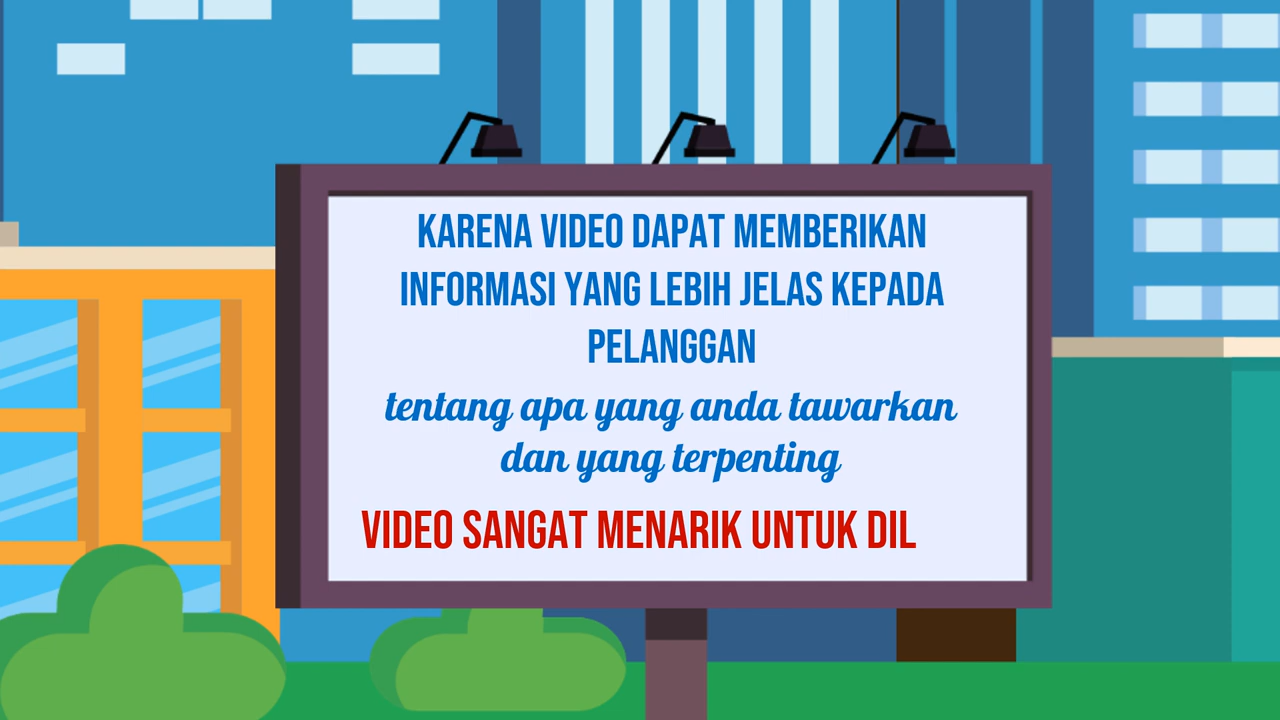 KARENA VIDEO DAPAT MEMBERIKAN
INFORMASI YANG LEBIH JELAS KEPADA
PELANGGAN
tentang apa yang anda tawarkan
dan yang terpenting
VIDEO SANGAT MENARIK UNTUK DIL